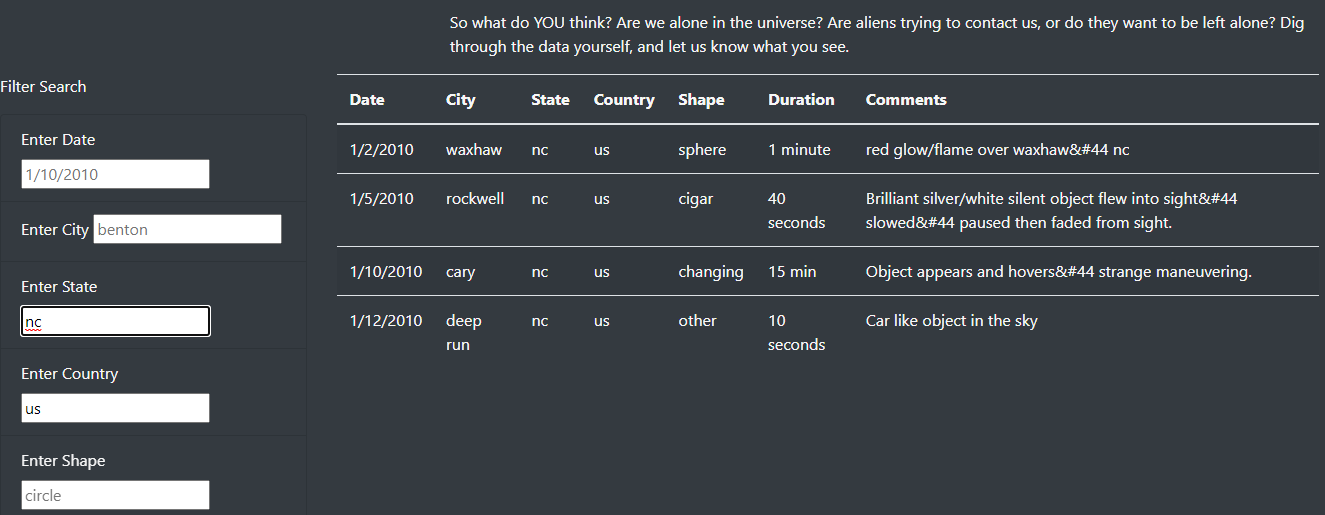 So what do YOU think? Are we alone in the universe? Are aliens trying to contact us, or do they want to be left alone? Dig
through the data yourself, and let us know what you see.
Filter Search
Enter Date
1/10/2010
Enter City benton
Enter State
nc
Enter Country
us
Enter Shape
circle
Date City State Country Shape Duration Comments
1/2/2010 waxhaw nc us sphere 1 minute red glow/flame over waxhaw&#44 nc
1/5/2010 rockwell nc us cigar 40 Brilliant silver/white silent object flew into sight&#44
seconds slowed&#44 paused then faded from sight.
1/10/2010 cary nc us changing 15 min Object appears and hovers&#44 strange maneuvering.
1/12/2010 deep nc us other 10 Car like object in the sky
run seconds